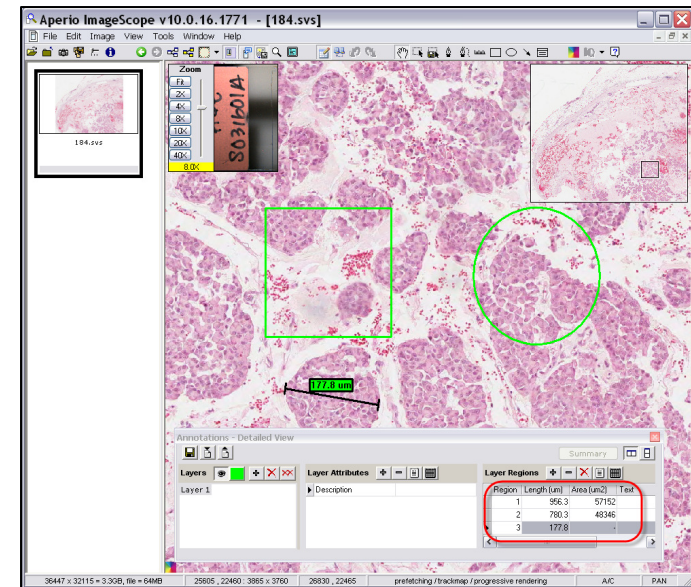 Aperio ImageScope v10.0.16.1771 - [184.svs]
File Edit Image View Tools Window Help
184.svs
Zoom
Fit
2X
4X
8X
10X
20X
40X
8.0X
177.8 um
Annotations - Detailed View
Summary
Layers
Layer Attributes
Layer Regions
Layer 1
Description
Region Length (um) Area (um2) Text
1 956.3 57152
2 780.3 48346
3 177.8 -
36447 x 32115 = 3.3GB, file = 64MB 25605 , 22460 : 3865 x 3760 26830 , 22465 prefetching / trackmap / progressive rendering A/C PAN